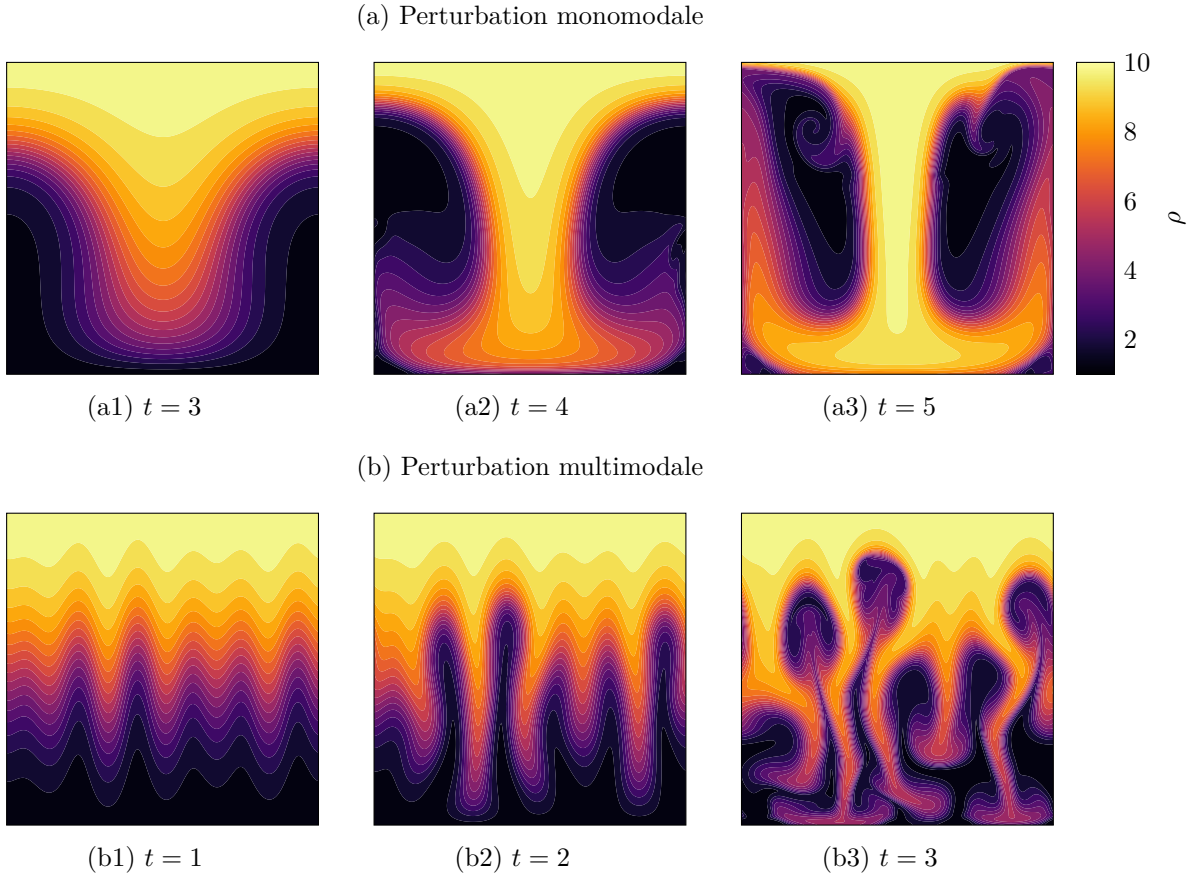 (a) Perturbation monomodale
10
8
6
4
2
ρ
(a1) t = 3
(a2) t = 4
(a3) t = 5
(b) Perturbation multimodale
(b1) t = 1
(b2) t = 2
(b3) t = 3